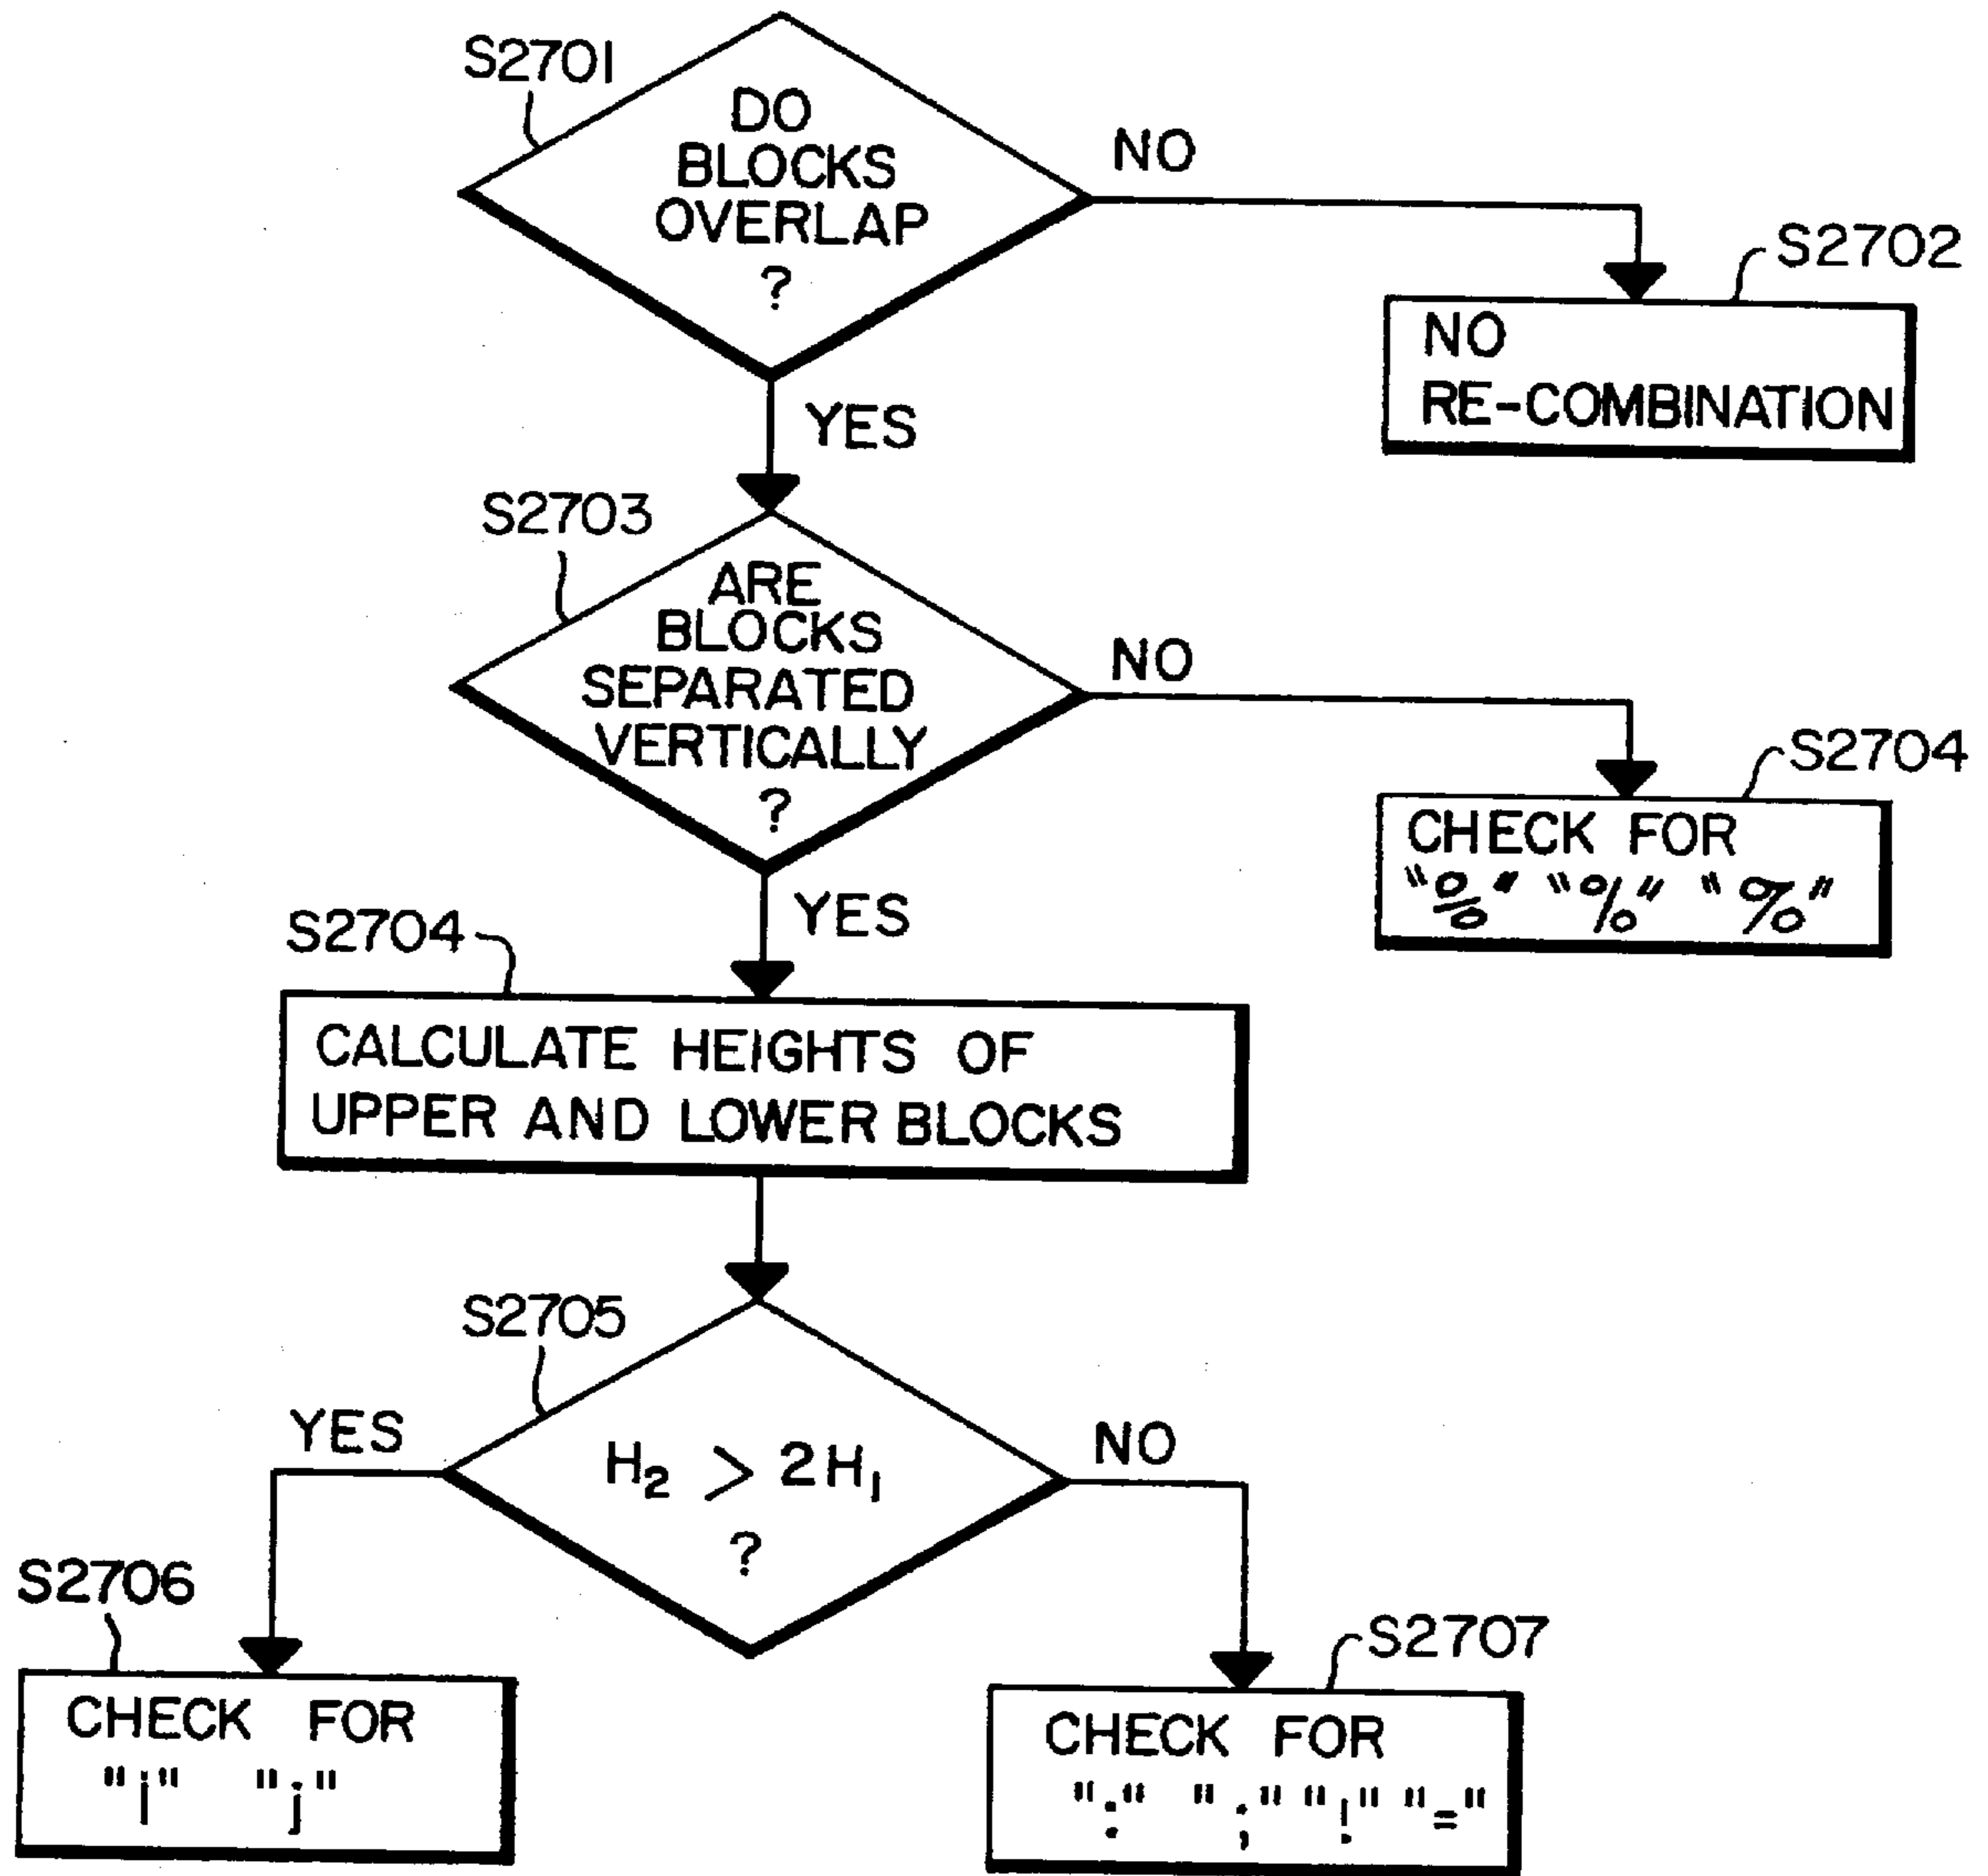 S2701
DO
BLOCKS
OVERLAP
?
NO
S2702
NO
RE-COMBINATION
YES
S2703
ARE
BLOCKS
SEPARATED
VERTICALLY
?
NO
S2704
CHECK FOR
"%" "%" "%"
YES
S2704
CALCULATE HEIGHTS OF
UPPER AND LOWER BLOCKS
S2705
H₂ > 2H₁
?
YES
NO
S2706
CHECK FOR
"i" "j"
S2707
CHECK FOR
":" ";" "!" "="